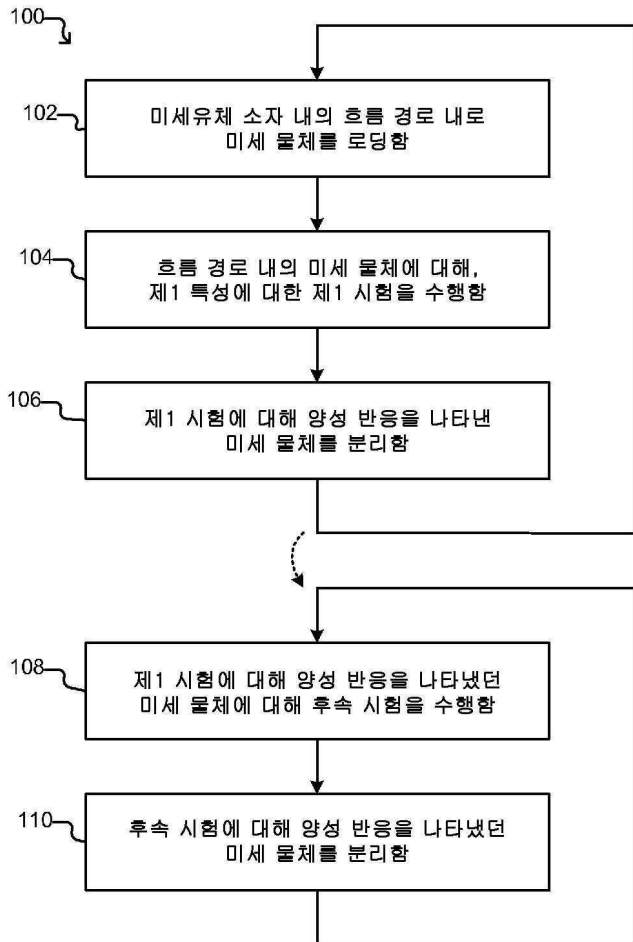 100
102
미세유체 소자 내의 흐름 경로 내로
미세 물체를 로딩함
104
흐름 경로 내의 미세 물체에 대해,
제1 특성에 대한 제1 시험을 수행함
106
제1 시험에 대해 양성 반응을 나타낸
미세 물체를 분리함
108
제1 시험에 대해 양성 반응을 나타냈던
미세 물체에 대해 후속 시험을 수행함
110
후속 시험에 대해 양성 반응을 나타냈던
미세 물체를 분리함